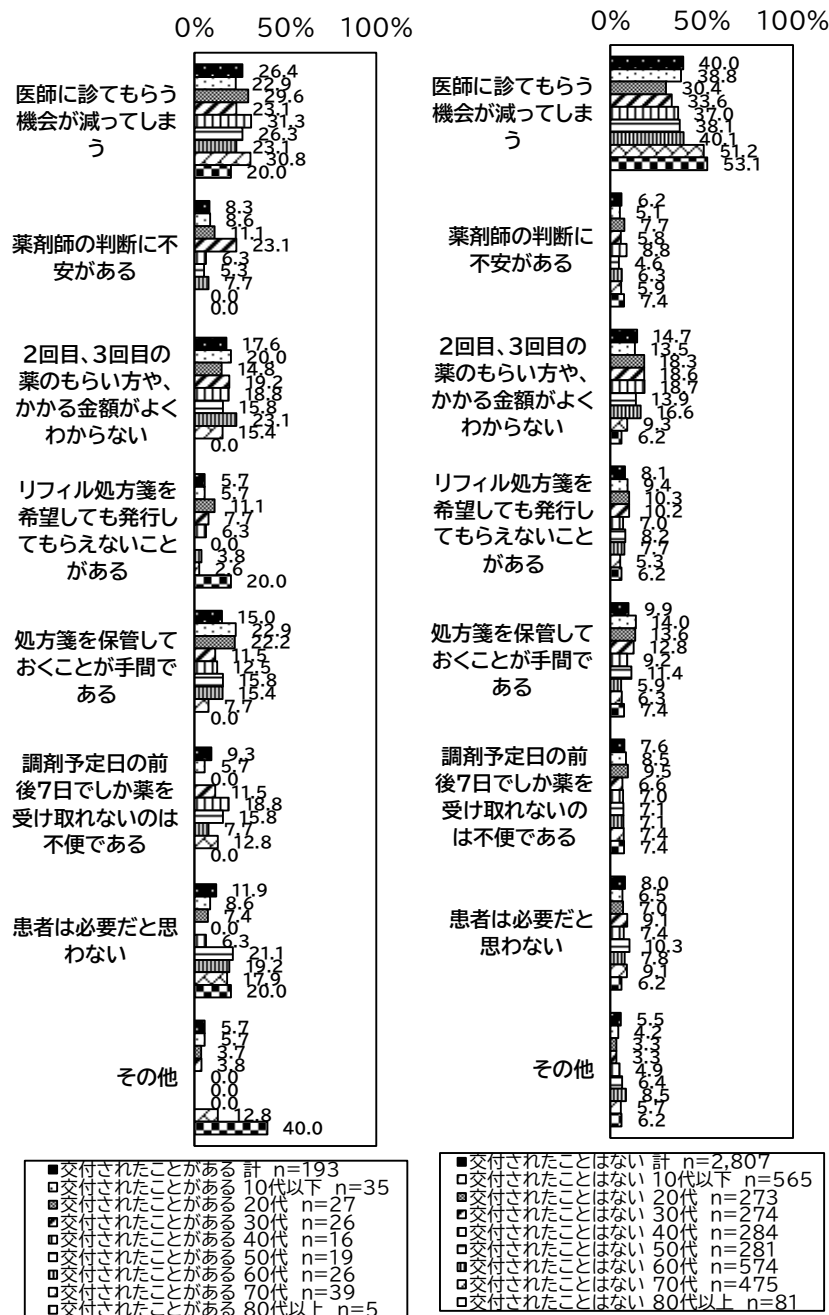 0% 50% 100%
医師に診てもらう
機会が減ってしま
う
26.4
22.9
29.6
23.1
31.3
26.3
23.1
30.8
20.0
薬剤師の判断に不
安がある
8.3
8.6
11.1
23.1
6.3
5.3
7.7
0.0
0.0
2回目、3回目の
薬のもらい方や、
かかる金額がよく
わからない
17.6
20.0
14.8
19.2
18.8
15.8
23.1
15.4
0.0
リフィル処方箋を
希望しても発行し
てもらえないこと
がある
5.7
5.7
11.1
7.7
6.3
0.0
3.8
2.6
20.0
処方箋を保管して
おくことが手間で
ある
15.0
22.9
22.2
11.5
12.5
15.8
15.4
7.7
0.0
調剤予定日の前
後7日でしか薬を
受け取れないのは
不便である
9.3
5.7
0.0
11.5
18.8
15.8
7.7
12.8
0.0
患者は必要だと思
わない
11.9
8.6
7.4
0.0
6.3
21.1
19.2
17.9
20.0
その他
5.7
5.7
3.7
3.8
0.0
0.0
0.0
12.8
40.0
交付されたことがある 計 n=193
交付されたことがある 10代以下 n=35
交付されたことがある 20代 n=27
交付されたことがある 30代 n=26
交付されたことがある 40代 n=16
交付されたことがある 50代 n=19
交付されたことがある 60代 n=26
交付されたことがある 70代 n=39
交付されたことがある 80代以上 n=5
0% 50% 100%
医師に診てもらう
機会が減ってしま
う
40.0
38.8
30.4
33.6
37.0
38.1
40.1
51.2
53.1
薬剤師の判断に
不安がある
6.2
5.1
7.7
5.8
8.8
4.6
6.3
5.9
7.4
2回目、3回目の
薬のもらい方や、
かかる金額がよく
わからない
14.7
13.5
18.3
18.6
18.7
13.9
16.6
9.3
6.2
リフィル処方箋を
希望しても発行し
てもらえないこと
がある
8.1
9.4
10.3
10.2
7.0
8.2
7.7
5.3
6.2
処方箋を保管して
おくことが手間で
ある
9.9
14.0
13.6
12.8
9.2
11.4
5.9
6.3
7.4
調剤予定日の前
後7日でしか薬を
受け取れないの
は不便である
7.6
8.5
9.5
6.6
7.0
7.1
7.1
7.4
7.4
患者は必要だと
思わない
8.0
6.5
7.0
9.1
7.4
10.3
7.8
9.1
6.2
その他
5.5
4.2
3.3
3.3
4.9
6.4
8.5
5.7
6.2
交付されたことはない 計 n=2,807
交付されたことはない 10代以下 n=565
交付されたことはない 20代 n=273
交付されたことはない 30代 n=274
交付されたことはない 40代 n=284
交付されたことはない 50代 n=281
交付されたことはない 60代 n=574
交付されたことはない 70代 n=475
交付されたことはない 80代以上 n=81